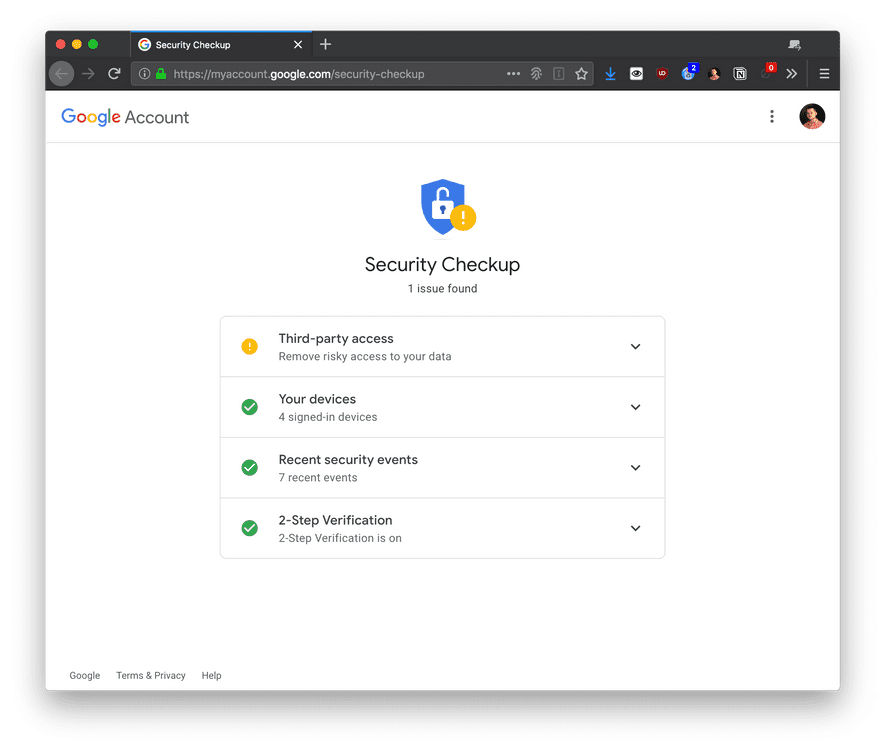 Security Checkup
https://myaccount.google.com/security-checkup
2
0
Google Account
Security Checkup
1 issue found
Third-party access
Remove risky access to your data
Your devices
4 signed-in devices
Recent security events
7 recent events
2-Step Verification
2-Step Verification is on
Google Terms & Privacy Help